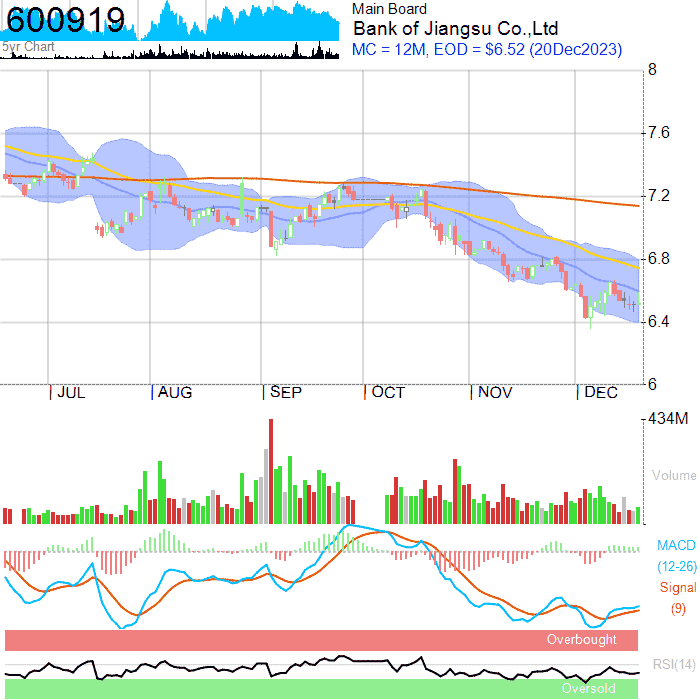 600919
5yr Chart
Main Board
Bank of Jiangsu Co.,Ltd
MC = 12M, EOD = $6.52 (20Dec2023)
8
7.6
7.2
6.8
6.4
6
JUL AUG SEP OCT NOV DEC
434M
Volume
MACD
(12-26)
Signal
(9)
Overbought
RSI(14)
Oversold